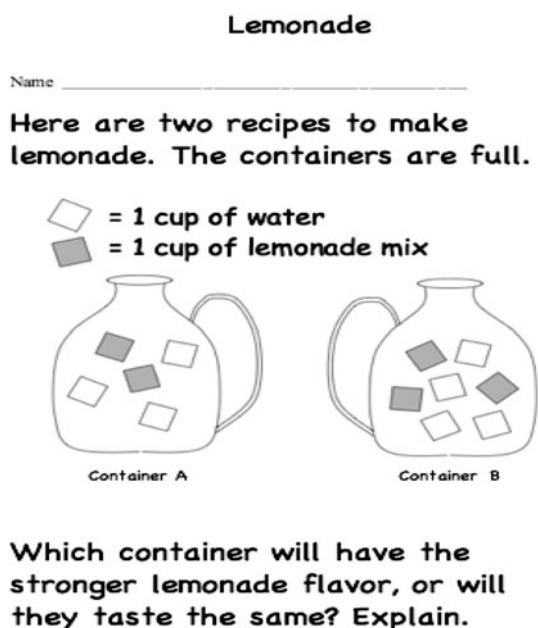 Lemonade
Name
Here are two recipes to make
lemonade. The containers are full.
= 1 cup of water
= 1 cup of lemonade mix
Container A
Container B
Which container will have the
stronger lemonade flavor, or will
they taste the same? Explain.